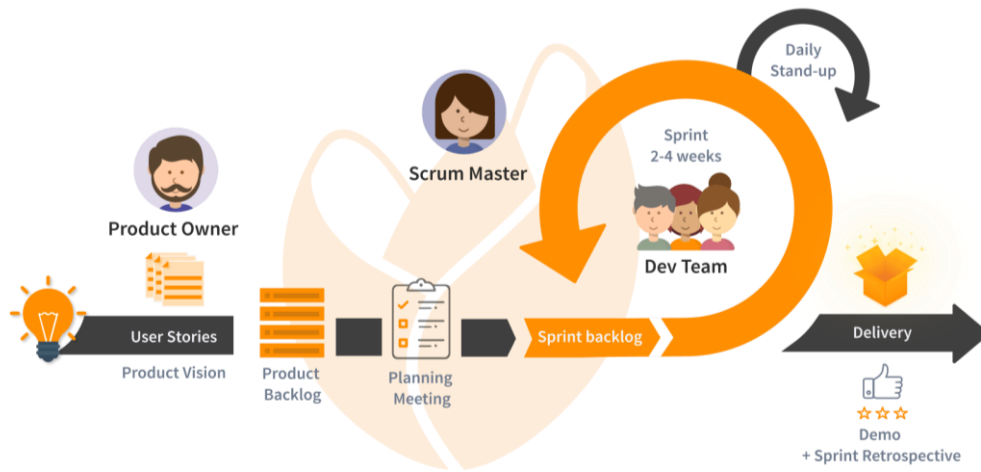 Daily
Stand-up
Sprint
2-4 weeks
Scrum Master
Product Owner
Dev Team
User Stories
Sprint backlog
Delivery
Product Vision
Product
Backlog
Planning
Meeting
Demo
+ Sprint Retrospective